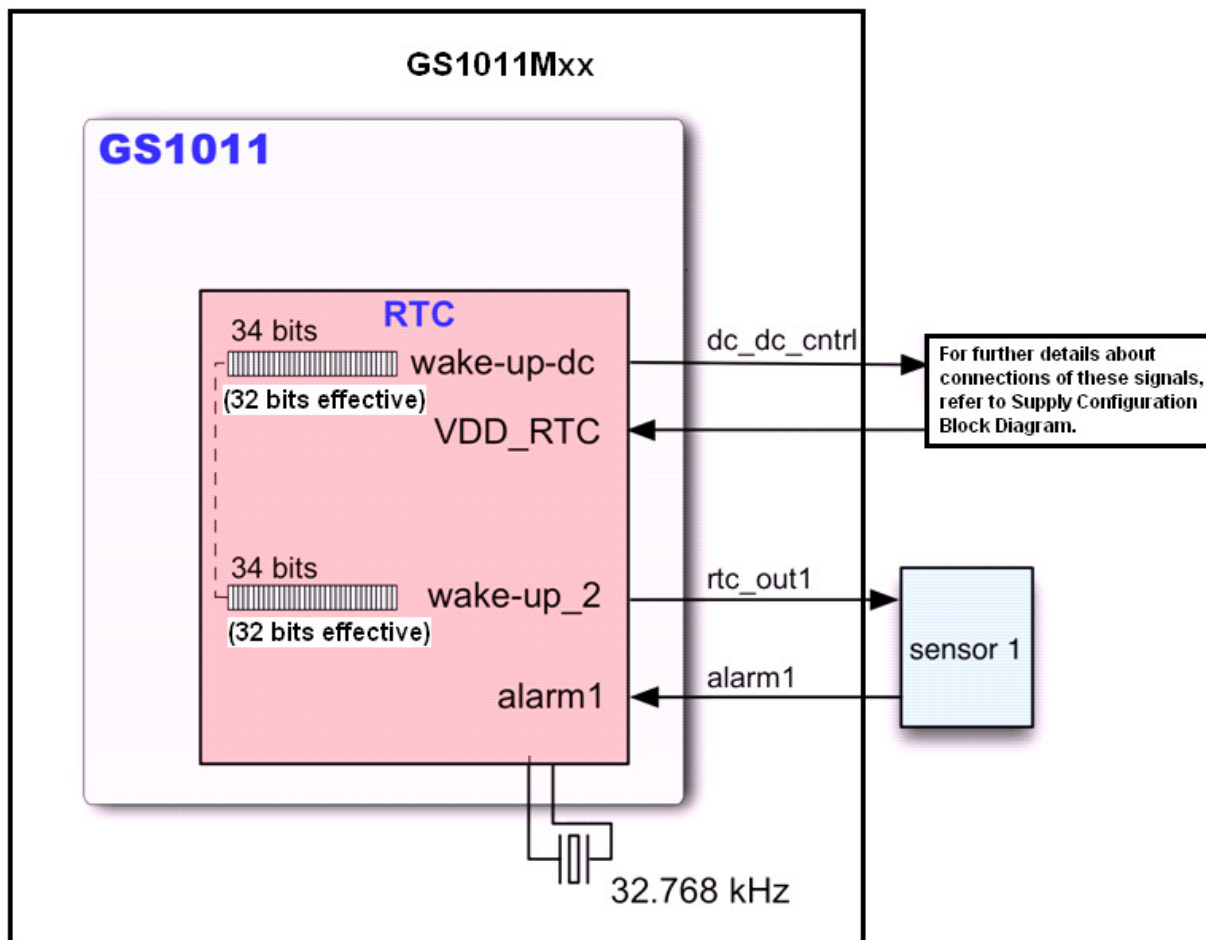 GS1011Mxx
GS1011
RTC
34 bits
wake-up-dc
(32 bits effective)
VDD_RTC
34 bits
wake-up_2
(32 bits effective)
alarm1
dc_dc_cntrl
For further details about
connections of these signals,
refer to Supply Configuration
Block Diagram.
rtc_out1
sensor 1
alarm1
32.768 kHz